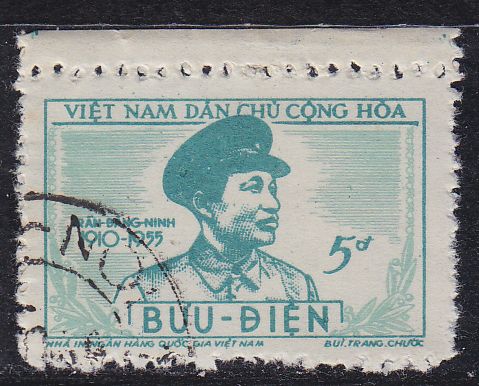 VIỆT NAM DÂN CHỦ CỘNG HÒA
TRẦN-ĐĂNG-NINH
1910-1955
5đ
BƯU-ĐIỆN
NHÀ IN NGÂN HÀNG QUỐC GIA VIỆT NAM
BÙI.TRANG.CHƯỚC